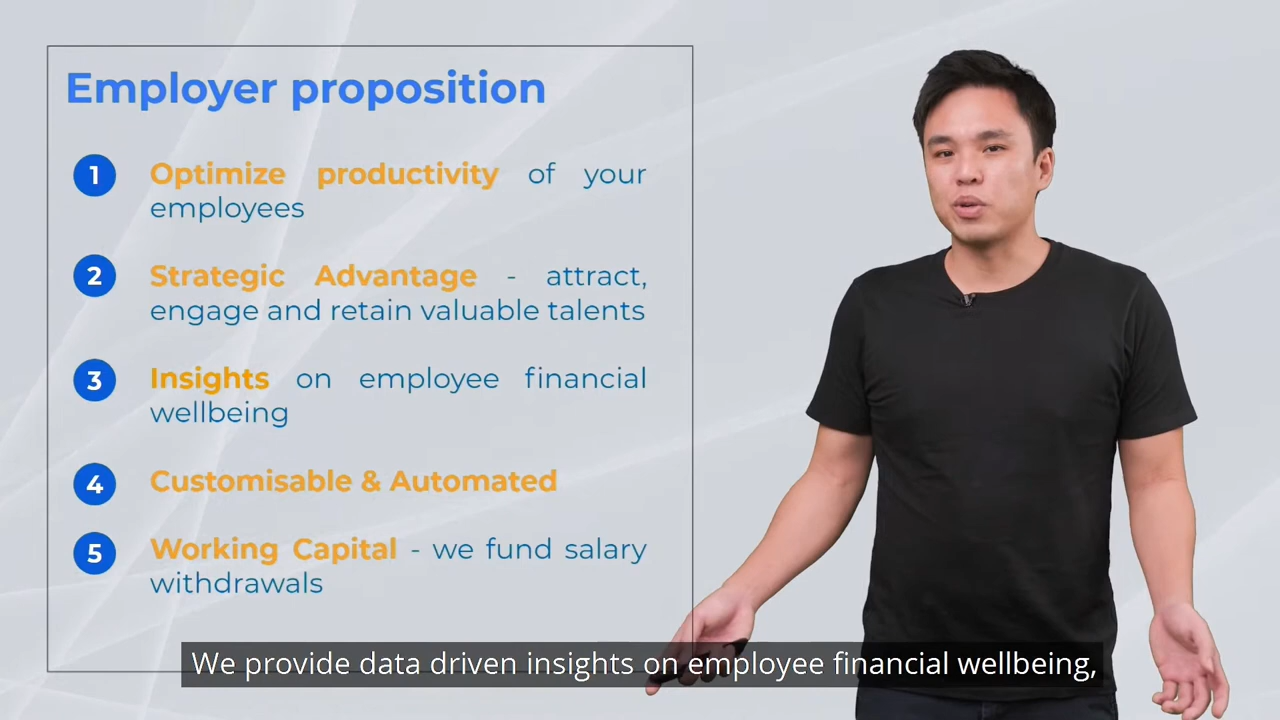 Employer proposition
1
Optimize productivity of your
employees
2
Strategic Advantage - attract,
engage and retain valuable talents
3
Insights on employee financial
wellbeing
4
Customisable & Automated
5
Working Capital - we fund salary
withdrawals
We provide data driven insights on employee financial wellbeing,